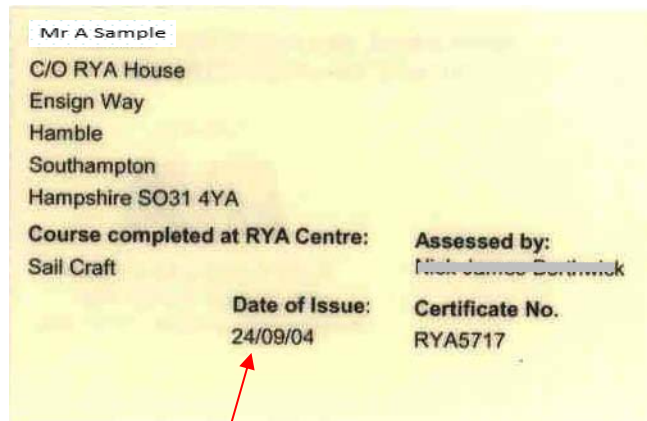 Mr A Sample
C/O RYA House
Ensign Way
Hamble
Southampton
Hampshire SO31 4YA
Course completed at RYA Centre:
Assessed by:
Sail Craft
Date of Issue:
Certificate No.
24/09/04
RYA5717